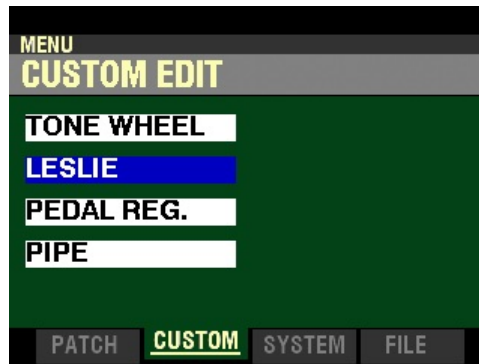 MENU
CUSTOM EDIT
TONE WHEEL
LESLIE
PEDAL REG.
PIPE
PATCH CUSTOM SYSTEM FILE